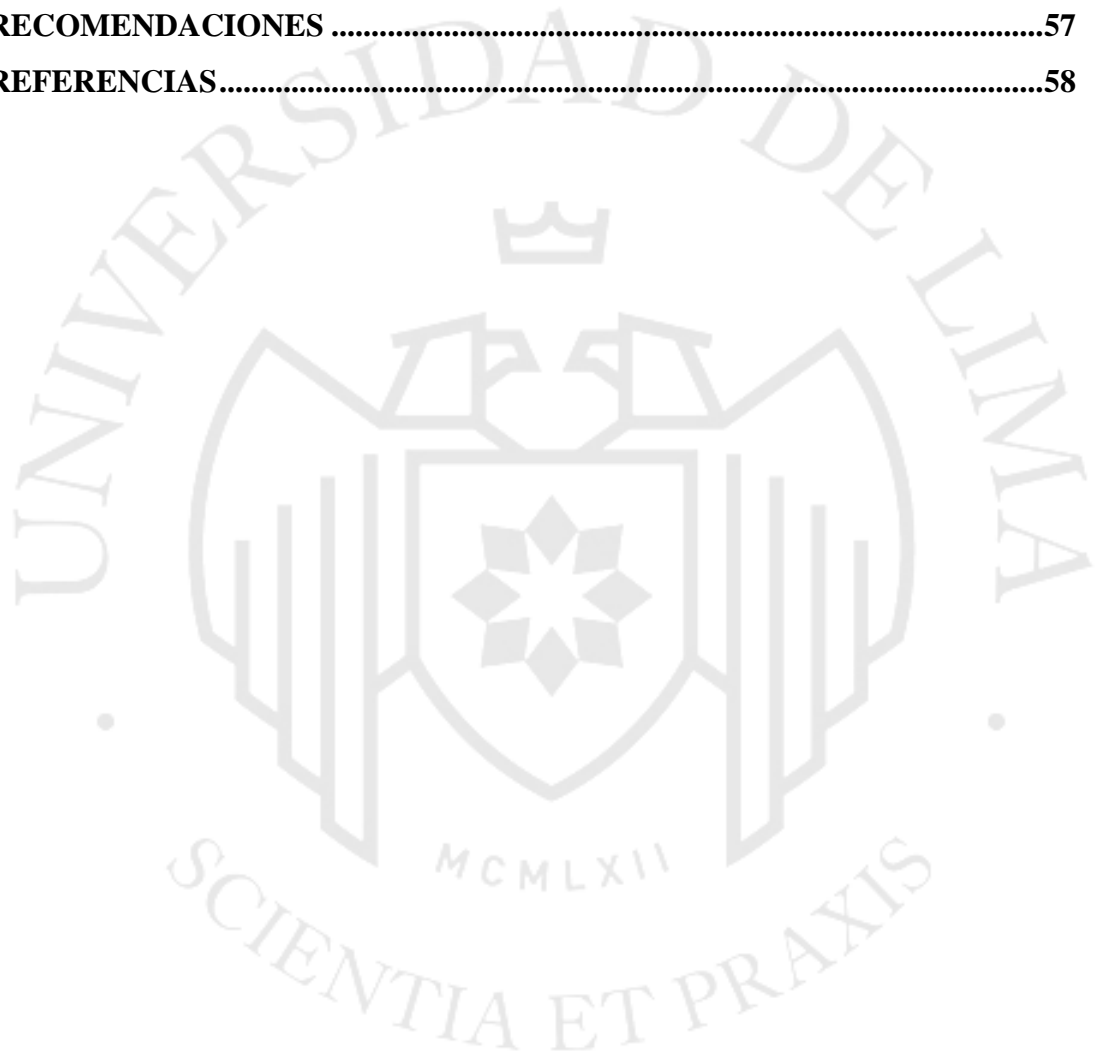 RECOMENDACIONES ...........................................................................57
REFERENCIAS.......................................................................................58
UNIVERSIDAD DE LIMA
MCMLXII
SCIENTIA ET PRAXIS